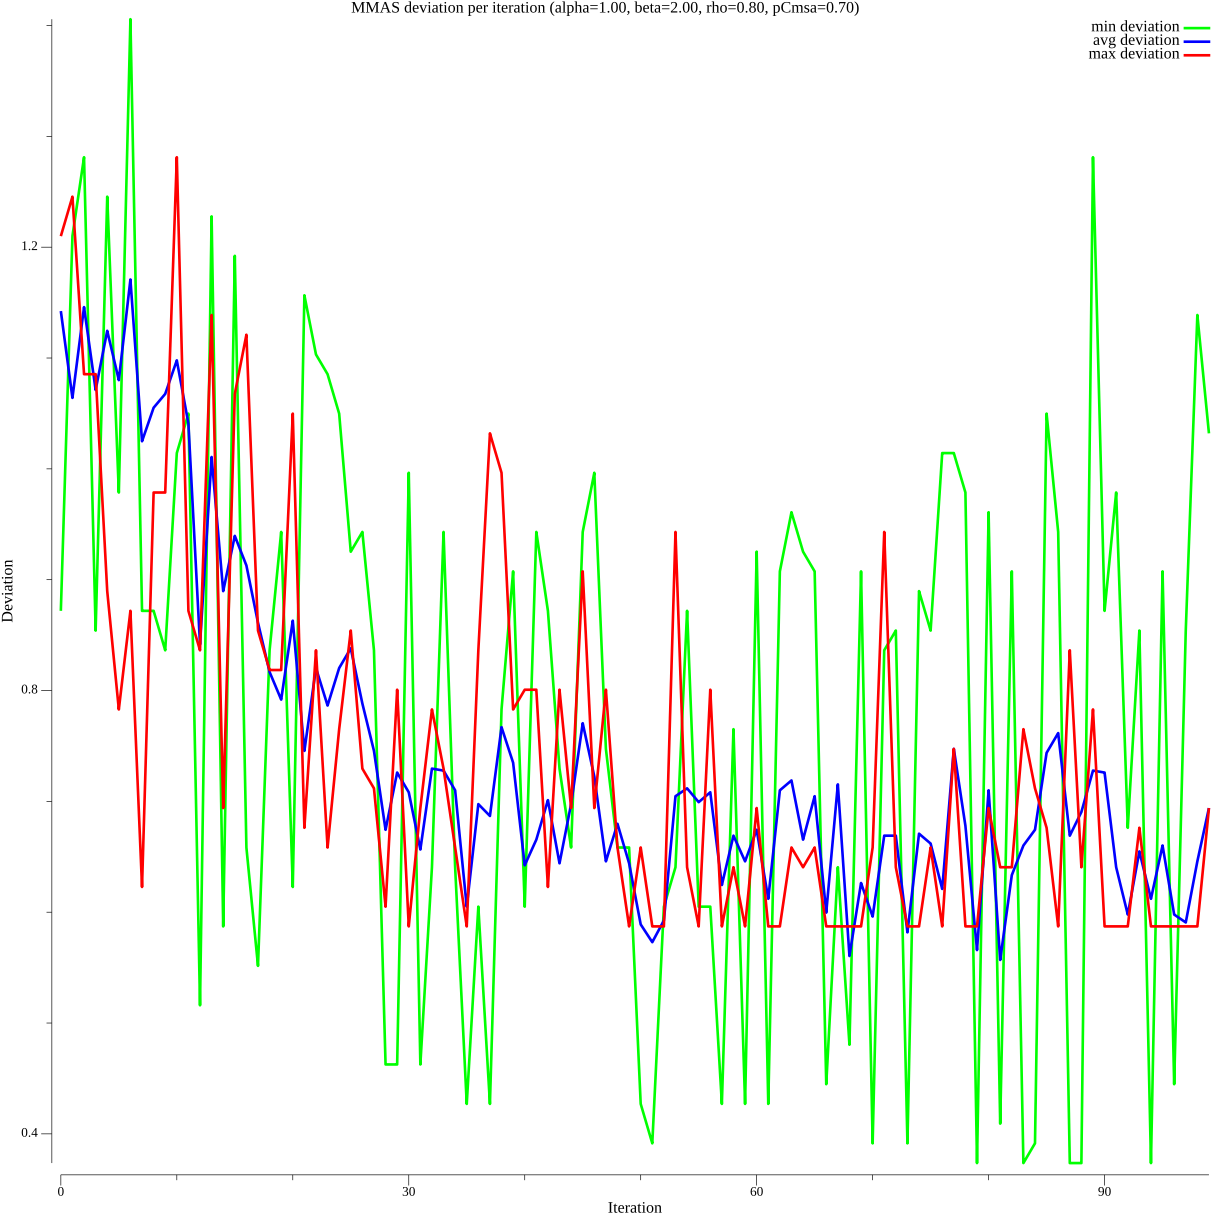 MMAS deviation per iteration (alpha=1.00, beta=2.00, rho=0.80, pCmsa=0.70)
min deviation
avg deviation
max deviation
1.2
0.8
0.4
Deviation
0
30
60
90
Iteration